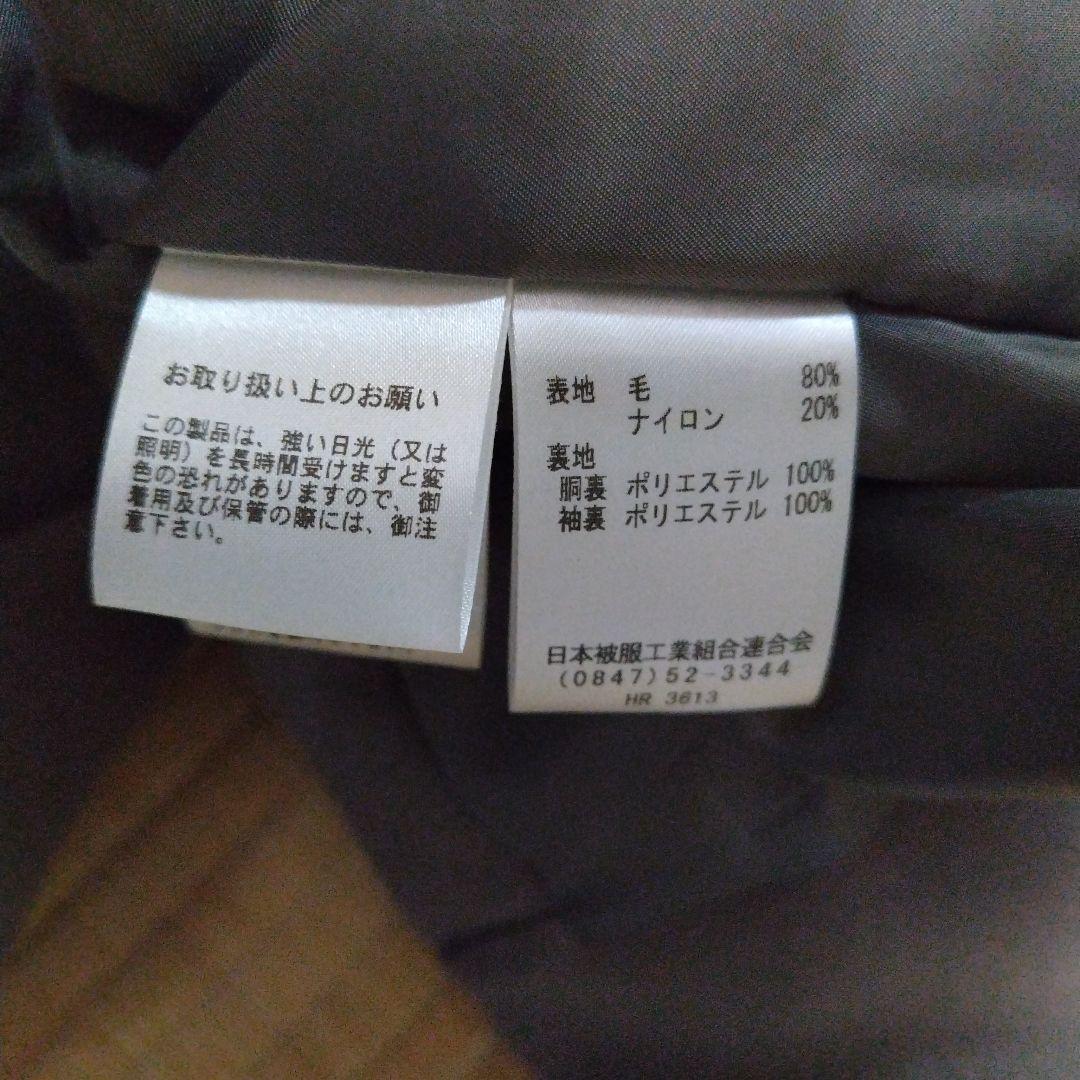 お取り扱い上のお願い
この製品は、強い日光（又は
照明）を長時間受けますと変
色の恐れがありますので、御
着用及び保管の際には、御注
意下さい。
表地 毛 80%
ナイロン 20%
裏地
胴裏 ポリエステル 100%
袖裏 ポリエステル 100%
日本被服工業組合連合会
(0847)52-3344
HR 3613